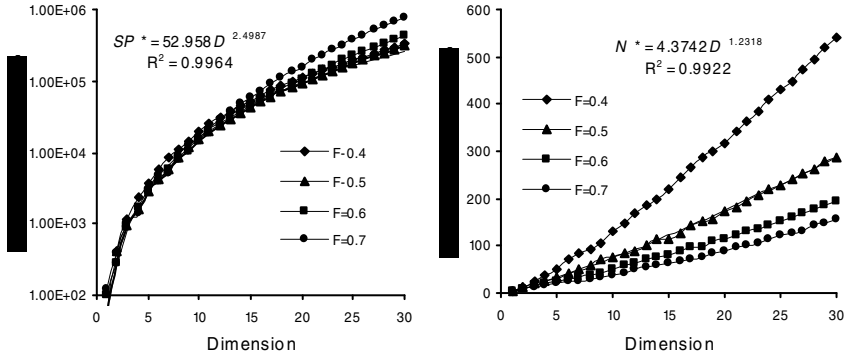 1.00E+06
1.00E+05
1.00E+04
1.00E+03
1.00E+02
SP * = 52.958D 2.4987
R2 = 0.9964
F- 0.4
F- 0.5
F=0.6
F=0.7
0 5 10 15 20 25 30
Dimension
600
500
400
300
200
100
0
N * = 4.3742D 1.2318
R2 = 0.9922
F=0.4
F=0.5
F=0.6
F=0.7
0 5 10 15 20 25 30
Dimension